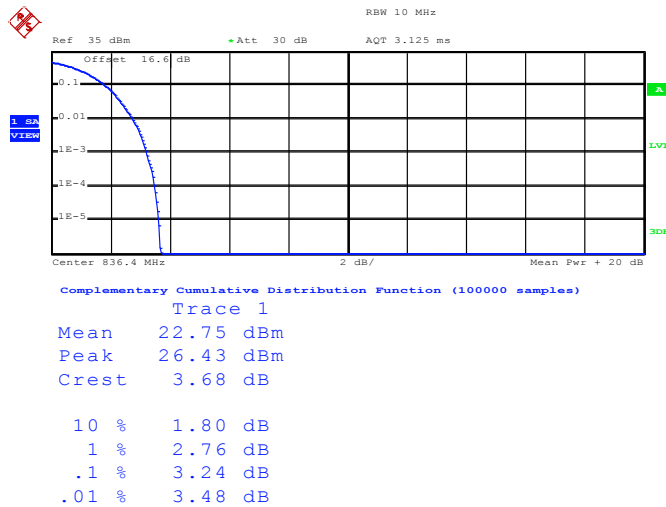 RBW 10 MHz
Ref 35 dBm *Att 30 dB AQT 3.125 ms
Offset 16.6 dB
0.1
A
0.01
1 SA
VIEW
1E-3
LVL
1E-4
1E-5
3DB
Center 836.4 MHz 2 dB/ Mean Pwr + 20 dB
Complementary Cumulative Distribution Function (100000 samples)
Trace 1
Mean 22.75 dBm
Peak 26.43 dBm
Crest 3.68 dB
10 % 1.80 dB
1 % 2.76 dB
.1 % 3.24 dB
.01 % 3.48 dB